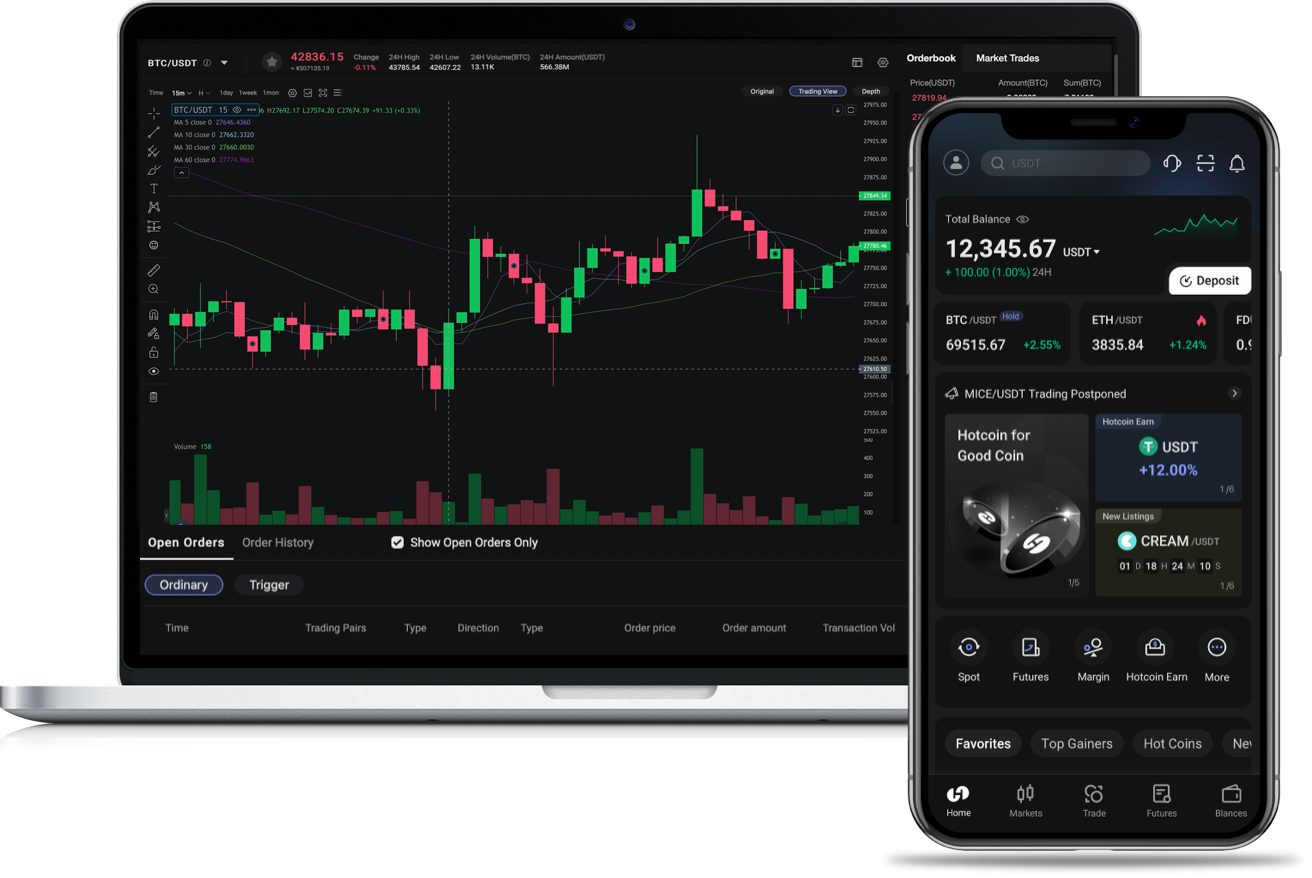 BTC/USDT
42836.15
≈ ¥307135.19
Change
-0.11%
24H High
43785.54
24H Low
42607.22
24H Volume(BTC)
13.11K
24H Amount(USDT)
566.38M
Orderbook
Market Trades
Price(USDT)
Amount(BTC)
Sum(BTC)
27819.94
Time 15m H 1day 1week 1mon
Original
Trading View
Depth
BTC/USDT 15
H27692.17 L27574.20 C27674.39 +91.33 (+0.33%)
MA 5 close 0 27646.4360
MA 10 close 0 27662.3320
MA 30 close 0 27660.0030
MA 60 close 0 27774.9663
27975.00
27950.00
27925.00
27900.00
27875.00
27849.34
27825.00
27800.00
27780.46
27750.00
27725.00
27700.00
27675.00
27650.00
27625.00
27610.50
27600.00
27575.00
27550.00
27525.00
Volume 158
500
400
300
200
100
Open Orders
Order History
Show Open Orders Only
Ordinary
Trigger
Time
Trading Pairs
Type
Direction
Type
Order price
Order amount
Transaction Vol
USDT
Total Balance
12,345.67 USDT
+ 100.00 (1.00%) 24H
Deposit
BTC/USDT Hold
69515.67 +2.55%
ETH/USDT
3835.84 +1.24%
FD
0.9
MICE/USDT Trading Postponed
Hotcoin for
Good Coin
1/5
Hotcoin Earn
USDT
+12.00%
1/6
New Listings
CREAM/USDT
01 D 18 H 24 M 10 S
1/6
Spot
Futures
Margin
Hotcoin Earn
More
Favorites
Top Gainers
Hot Coins
Home
Markets
Trade
Futures
Blances